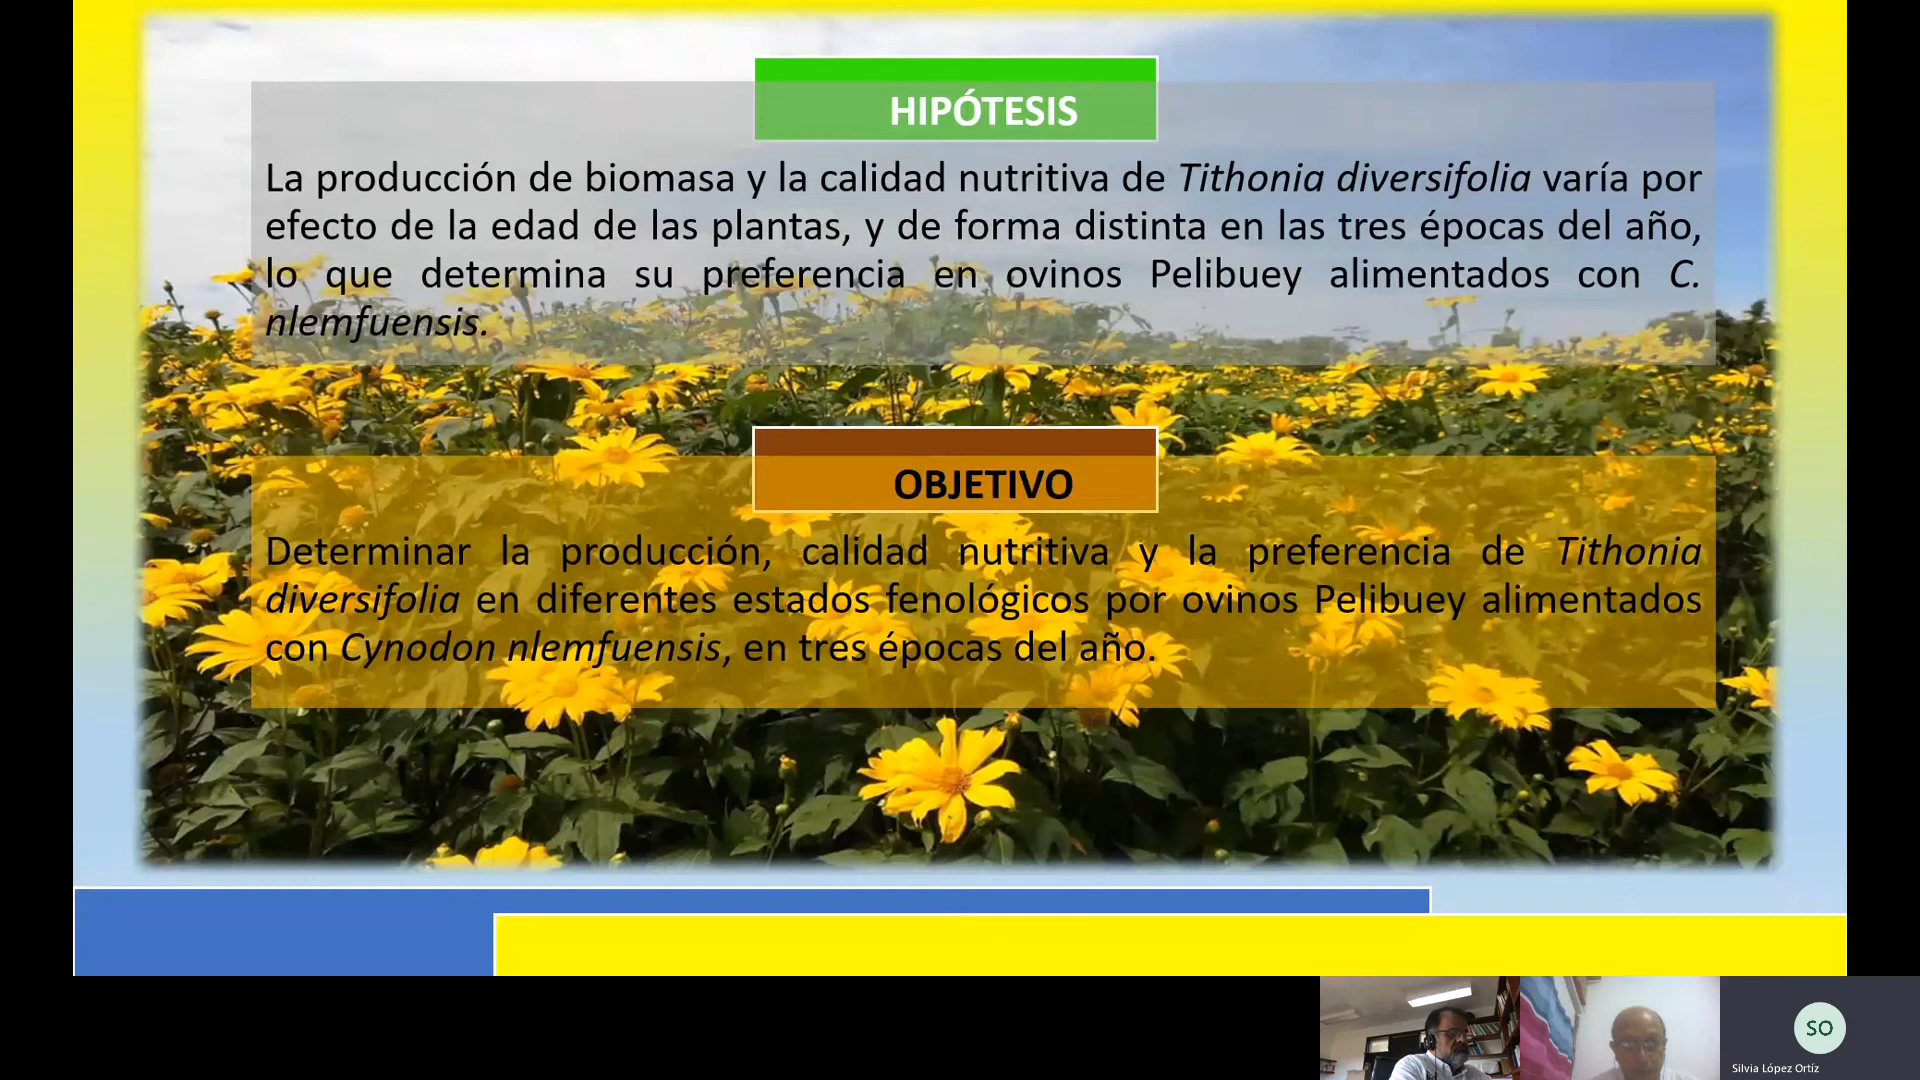 HIPÓTESIS
La producción de biomasa y la calidad nutritiva de Tithonia diversifolia varía por
efecto de la edad de las plantas, y de forma distinta en las tres épocas del año,
lo que determina su preferencia en ovinos Pelibuey alimentados con C.
nlemfuensis.
OBJETIVO
Determinar la producción, calidad nutritiva y la preferencia de Tithonia
diversifolia en diferentes estados fenológicos por ovinos Pelibuey alimentados
con Cynodon nlemfuensis, en tres épocas del año.
SO
Silvia López Ortíz